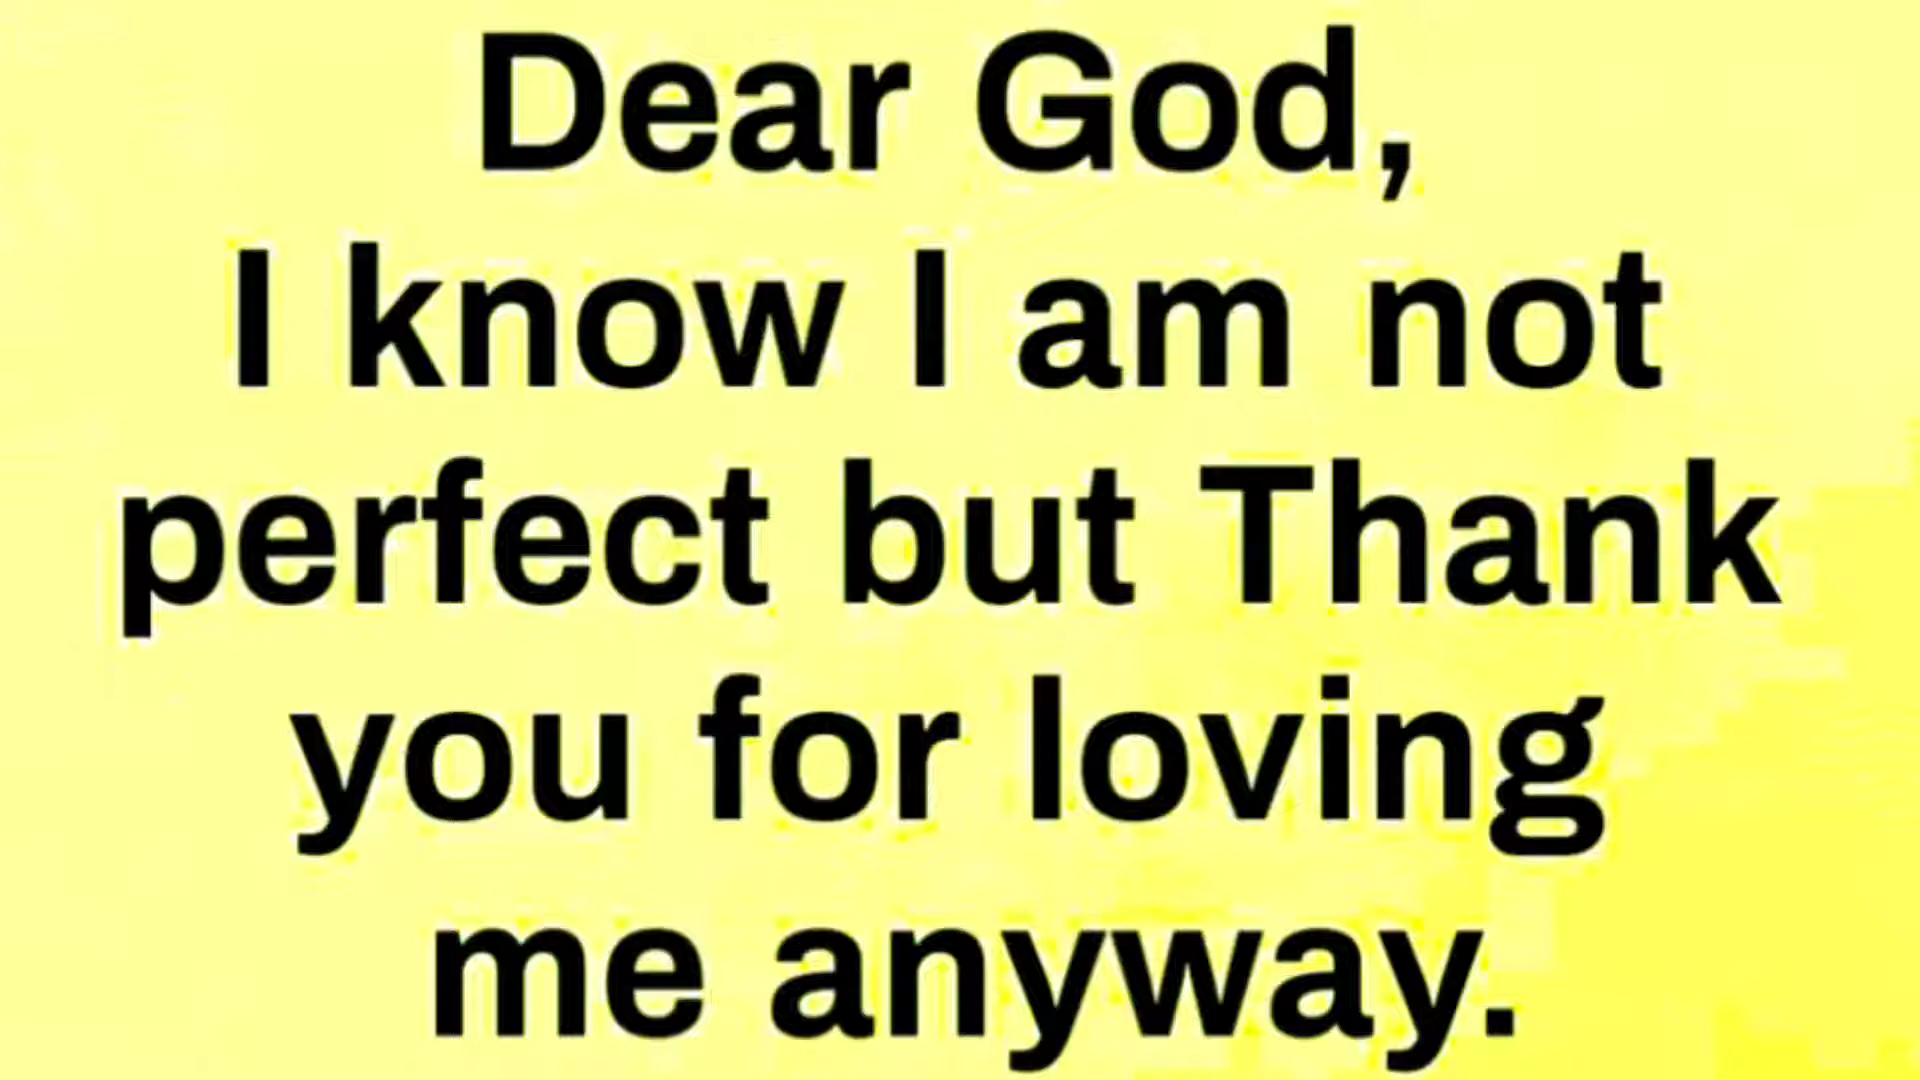 Dear God,
I know I am not
perfect but Thank
you for loving
me anyway.